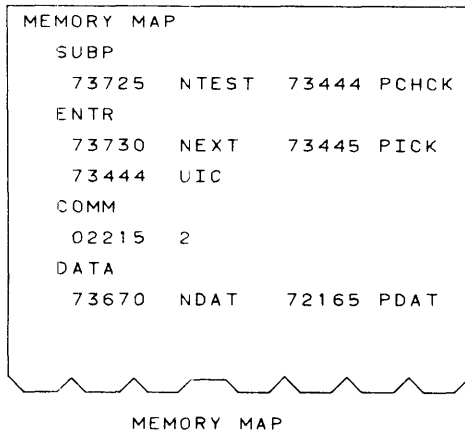 MEMORY MAP
SUBP
73725 NTEST 73444 PCHCK
ENTR
73730 NEXT 73445 PICK
73444 UIC
COMM
02215 2
DATA
73670 NDAT 72165 PDAT
MEMORY MAP